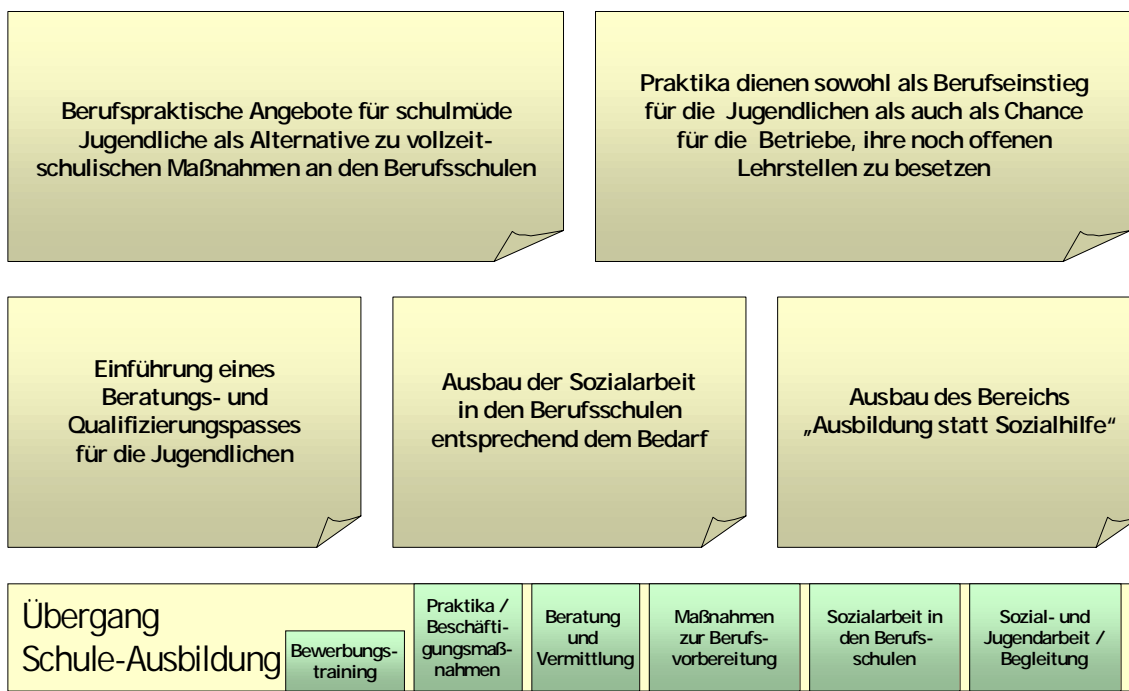 Berufspraktische Angebote für schulmüde
Jugendliche als Alternative zu vollzeit-
schulischen Maßnahmen an den Berufsschulen
Praktika dienen sowohl als Berufseinstieg
für die Jugendlichen als auch als Chance
für die Betriebe, ihre noch offenen
Lehrstellen zu besetzen
Einführung eines
Beratungs- und
Qualifizierungspasses
für die Jugendlichen
Ausbau der Sozialarbeit
in den Berufsschulen
entsprechend dem Bedarf
Ausbau des Bereichs
„Ausbildung statt Sozialhilfe“
Übergang
Schule-Ausbildung
Bewerbungs-
training
Praktika /
Beschäfti-
gungsmaß-
nahmen
Beratung
und
Vermittlung
Maßnahmen
zur Berufs-
vorbereitung
Sozialarbeit in
den Berufs-
schulen
Sozial- und
Jugendarbeit /
Begleitung